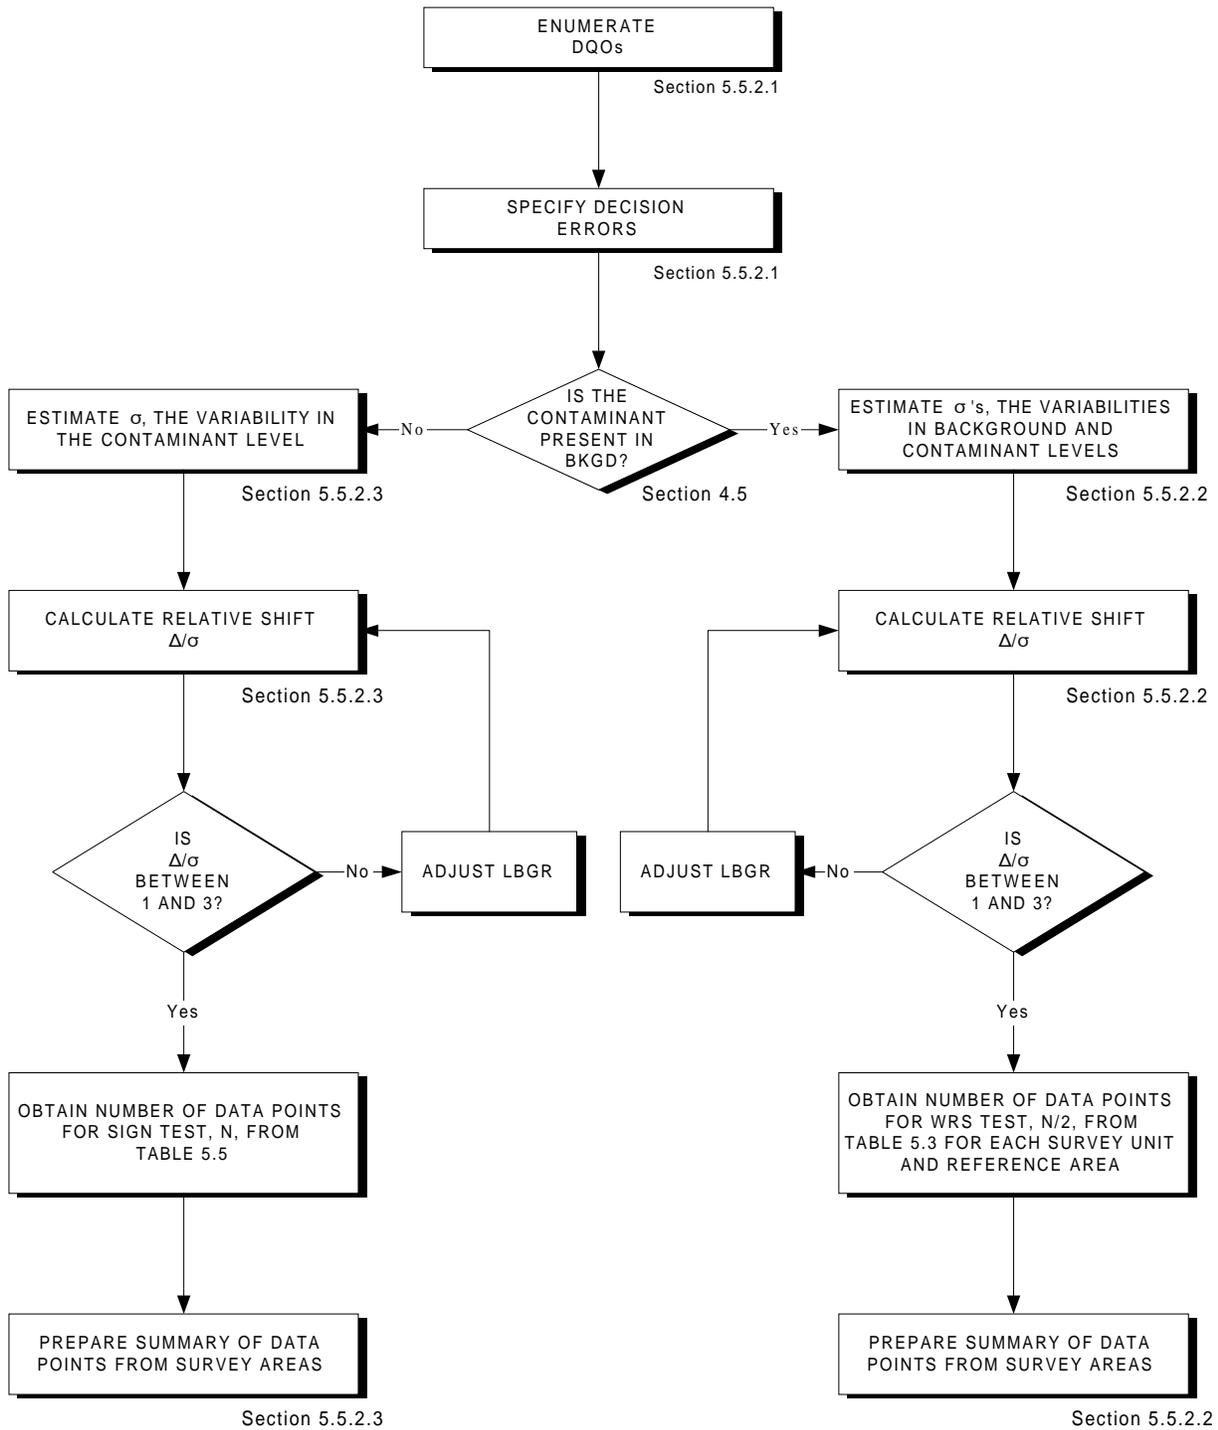 ENUMERATE
DQOs
Section 5.5.2.1
SPECIFY DECISION
ERRORS
Section 5.5.2.1
IS THE
CONTAMINANT
PRESENT IN
BKGD?
Section 4.5
No
Yes
ESTIMATE σ, THE VARIABILITY IN
THE CONTAMINANT LEVEL
Section 5.5.2.3
ESTIMATE σ's, THE VARIABILITIES
IN BACKGROUND AND
CONTAMINANT LEVELS
Section 5.5.2.2
CALCULATE RELATIVE SHIFT
Δ/σ
Section 5.5.2.3
CALCULATE RELATIVE SHIFT
Δ/σ
Section 5.5.2.2
IS
Δ/σ
BETWEEN
1 AND 3?
No
ADJUST LBGR
ADJUST LBGR
No
IS
Δ/σ
BETWEEN
1 AND 3?
Yes
Yes
OBTAIN NUMBER OF DATA POINTS
FOR SIGN TEST, N, FROM
TABLE 5.5
OBTAIN NUMBER OF DATA POINTS
FOR WRS TEST, N/2, FROM
TABLE 5.3 FOR EACH SURVEY UNIT
AND REFERENCE AREA
PREPARE SUMMARY OF DATA
POINTS FROM SURVEY AREAS
Section 5.5.2.3
PREPARE SUMMARY OF DATA
POINTS FROM SURVEY AREAS
Section 5.5.2.2